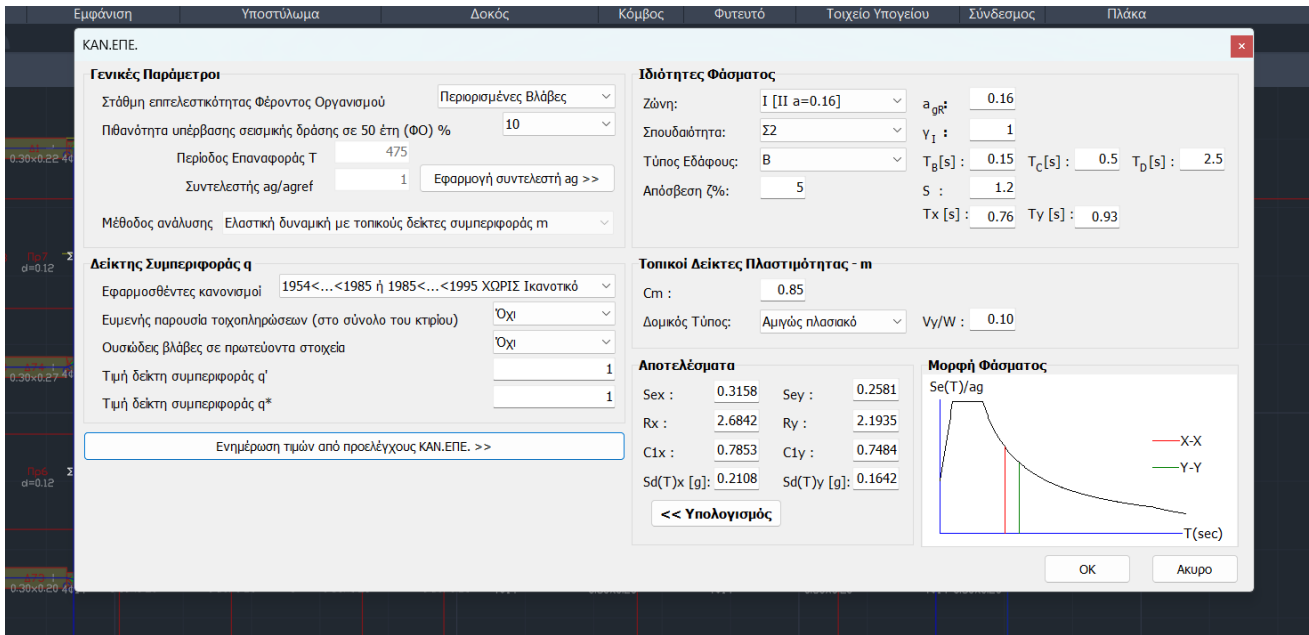 Εμφάνιση Υποστύλωμα Δοκός Κόμβος Φυτευτό Τοιχείο Υπογείου Σύνδεσμος Πλάκα
ΚΑΝ.ΕΠΕ.
Γενικές Παράμετροι
Στάθμη επιτελεστικότητας Φέροντος Οργανισμού Περιορισμένες Βλάβες
Πιθανότητα υπέρβασης σεισμικής δράσης σε 50 έτη (ΦΟ) % 10
Περίοδος Επαναφοράς Τ 475
Συντελεστής ag/agref 1 Εφαρμογή συντελεστή ag >>
Μέθοδος ανάλυσης Ελαστική δυναμική με τοπικούς δείκτες συμπεριφοράς m
Δείκτης Συμπεριφοράς q
Εφαρμοσθέντες κανονισμοί 1954<...<1985 ή 1985<...<1995 ΧΩΡΙΣ Ικανοτικό
Ευμενής παρουσία τοιχοπληρώσεων (στο σύνολο του κτιρίου) Όχι
Ουσιώδεις βλάβες σε πρωτεύοντα στοιχεία Όχι
Τιμή δείκτη συμπεριφοράς q' 1
Τιμή δείκτη συμπεριφοράς q* 1
Ενημέρωση τιμών από προελέγχους ΚΑΝ.ΕΠΕ. >>
Ιδιότητες Φάσματος
Ζώνη: I [II a=0.16] agR: 0.16
Σπουδαιότητα: Σ2 γI : 1
Τύπος Εδάφους: B TB[s] : 0.15 TC[s] : 0.5 TD[s] : 2.5
Απόσβεση ζ%: 5 S : 1.2
Tx [s] : 0.76 Ty [s] : 0.93
Τοπικοί Δείκτες Πλαστιμότητας - m
Cm : 0.85
Δομικός Τύπος: Αμιγώς πλασιακό Vy/W : 0.10
Αποτελέσματα
Sex : 0.3158 Sey : 0.2581
Rx : 2.6842 Ry : 2.1935
C1x : 0.7853 C1y : 0.7484
Sd(T)x [g]: 0.2108 Sd(T)y [g]: 0.1642
<< Υπολογισμός
Μορφή Φάσματος
Se(T)/ag
X-X
Y-Y
T(sec)
OK Ακυρο
0.30×0.22
Πρ7
d=0.12
0.30×0.27
Πρ6
d=0.12
0.30×0.20